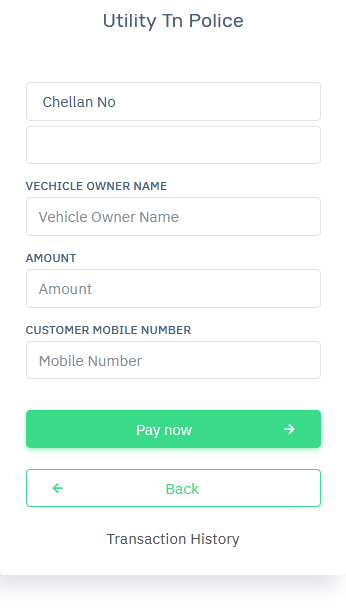 Utility Tn Police
Chellan No
VECHICLE OWNER NAME
Vehicle Owner Name
AMOUNT
Amount
CUSTOMER MOBILE NUMBER
Mobile Number
Pay now
Back
Transaction History